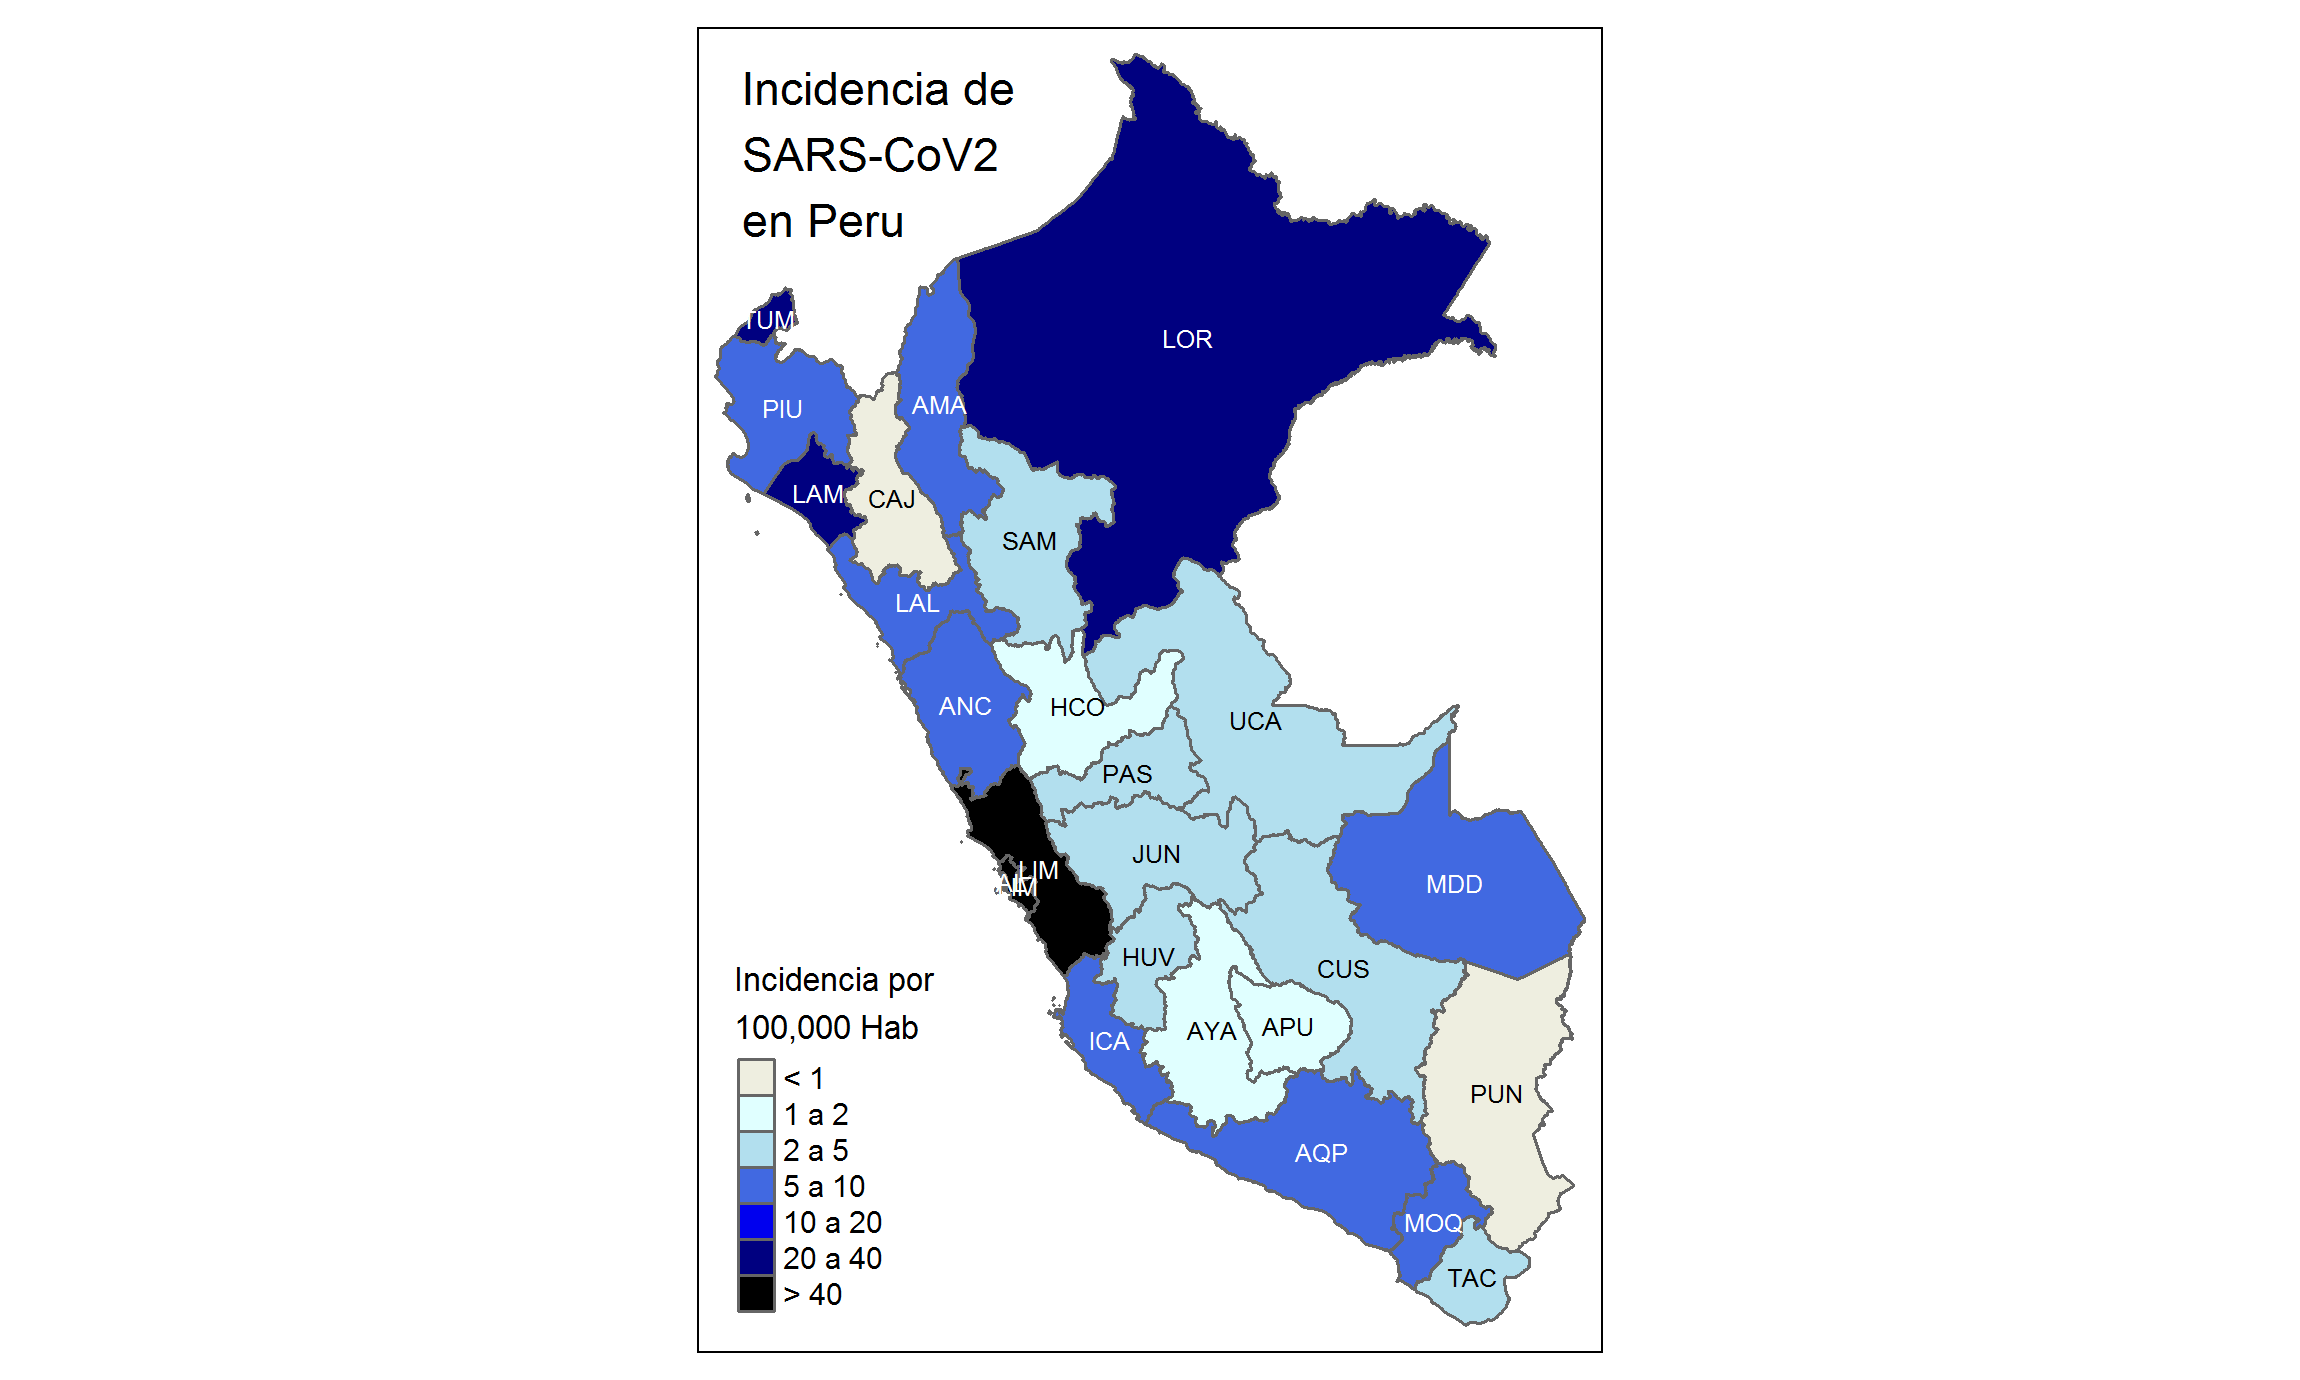 Incidencia de
SARS-CoV2
en Peru
TUM
LOR
PIU
AMA
LAM
CAJ
SAM
LAL
ANC
HCO
UCA
PAS
JUN
LIM
MDD
HUV
CUS
ICA
AYA
APU
PUN
AQP
MOQ
TAC
Incidencia por
100,000 Hab
< 1
1 a 2
2 a 5
5 a 10
10 a 20
20 a 40
> 40